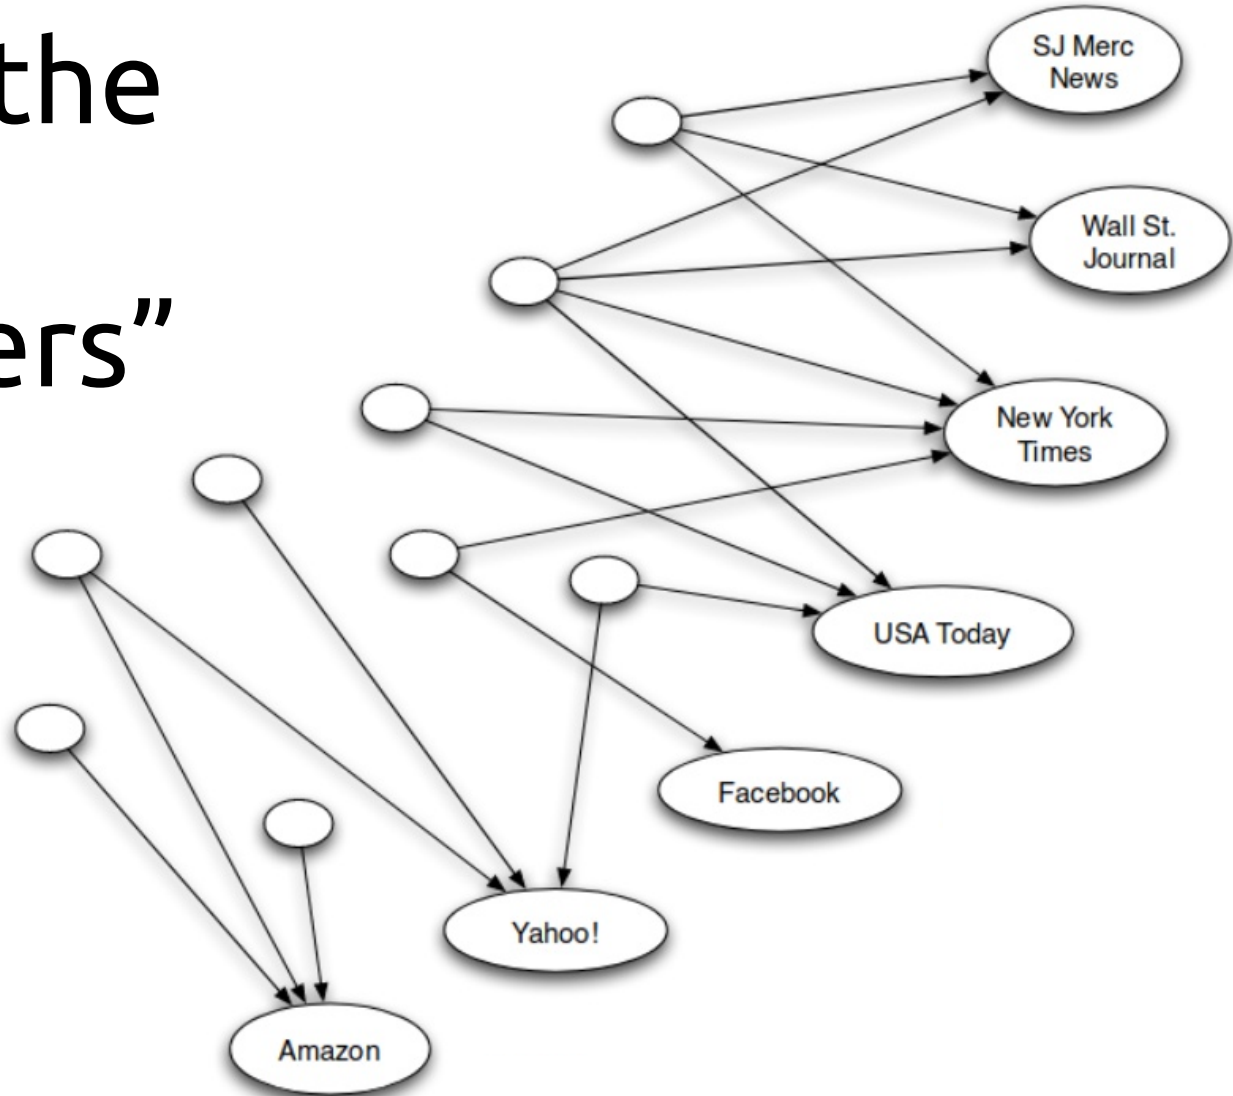 the
ers”
SJ Merc
News
Wall St.
Journal
New York
Times
USA Today
Facebook
Yahoo!
Amazon